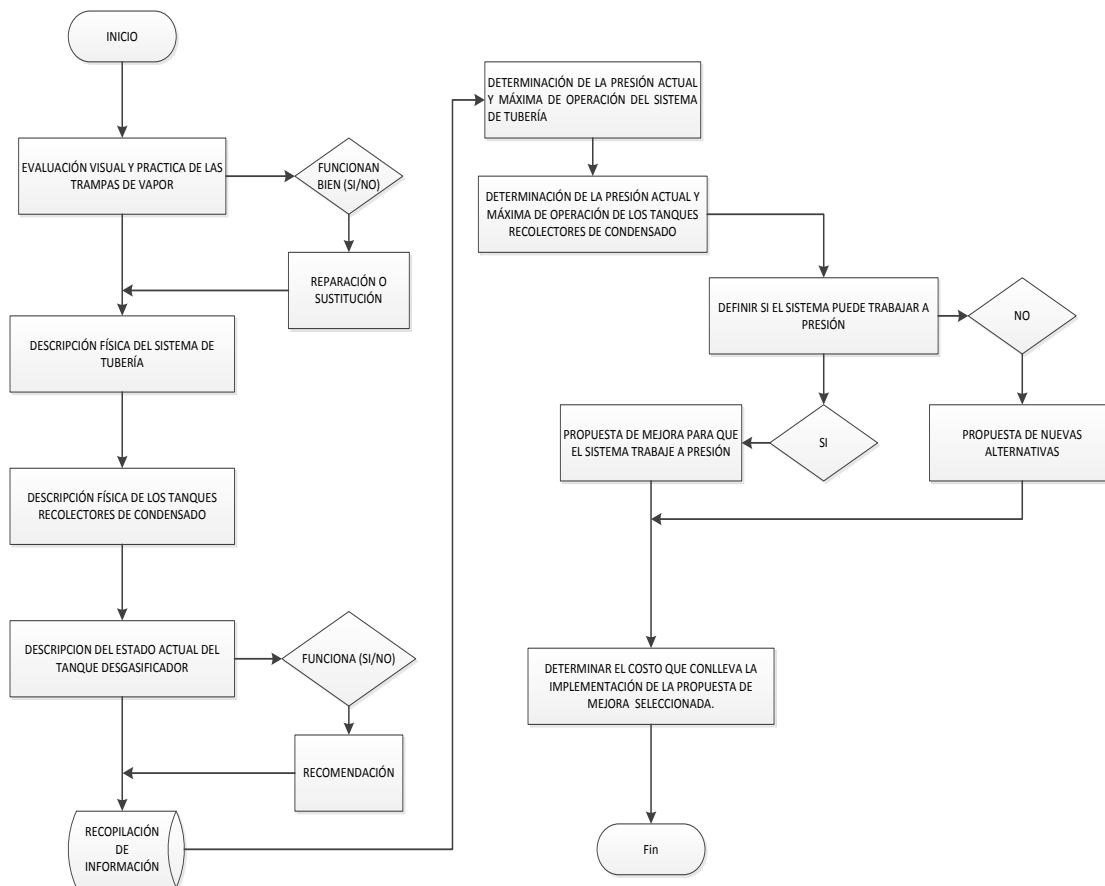 INICIO
EVALUACIÓN VISUAL Y PRACTICA DE LAS
TRAMPAS DE VAPOR
FUNCIONAN
BIEN (SI/NO)
REPARACIÓN O
SUSTITUCIÓN
DESCRIPCIÓN FÍSICA DEL SISTEMA DE
TUBERÍA
DESCRIPCIÓN FÍSICA DE LOS TANQUES
RECOLECTORES DE CONDENSADO
DESCRIPCION DEL ESTADO ACTUAL DEL
TANQUE DESGASIFICADOR
FUNCIONA (SI/NO)
RECOMENDACIÓN
RECOPILACIÓN
DE
INFORMACIÓN
DETERMINACIÓN DE LA PRESIÓN ACTUAL
Y MÁXIMA DE OPERACIÓN DEL SISTEMA
DE TUBERÍA
DETERMINACIÓN DE LA PRESIÓN ACTUAL Y
MÁXIMA DE OPERACIÓN DE LOS TANQUES
RECOLECTORES DE CONDENSADO
DEFINIR SI EL SISTEMA PUEDE TRABAJAR A
PRESIÓN
NO
SI
PROPUESTA DE MEJORA PARA QUE
EL SISTEMA TRABAJE A PRESIÓN
PROPUESTA DE NUEVAS
ALTERNATIVAS
DETERMINAR EL COSTO QUE CONLLEVA LA
IMPLEMENTACIÓN DE LA PROPUESTA DE
MEJORA SELECCIONADA.
Fin